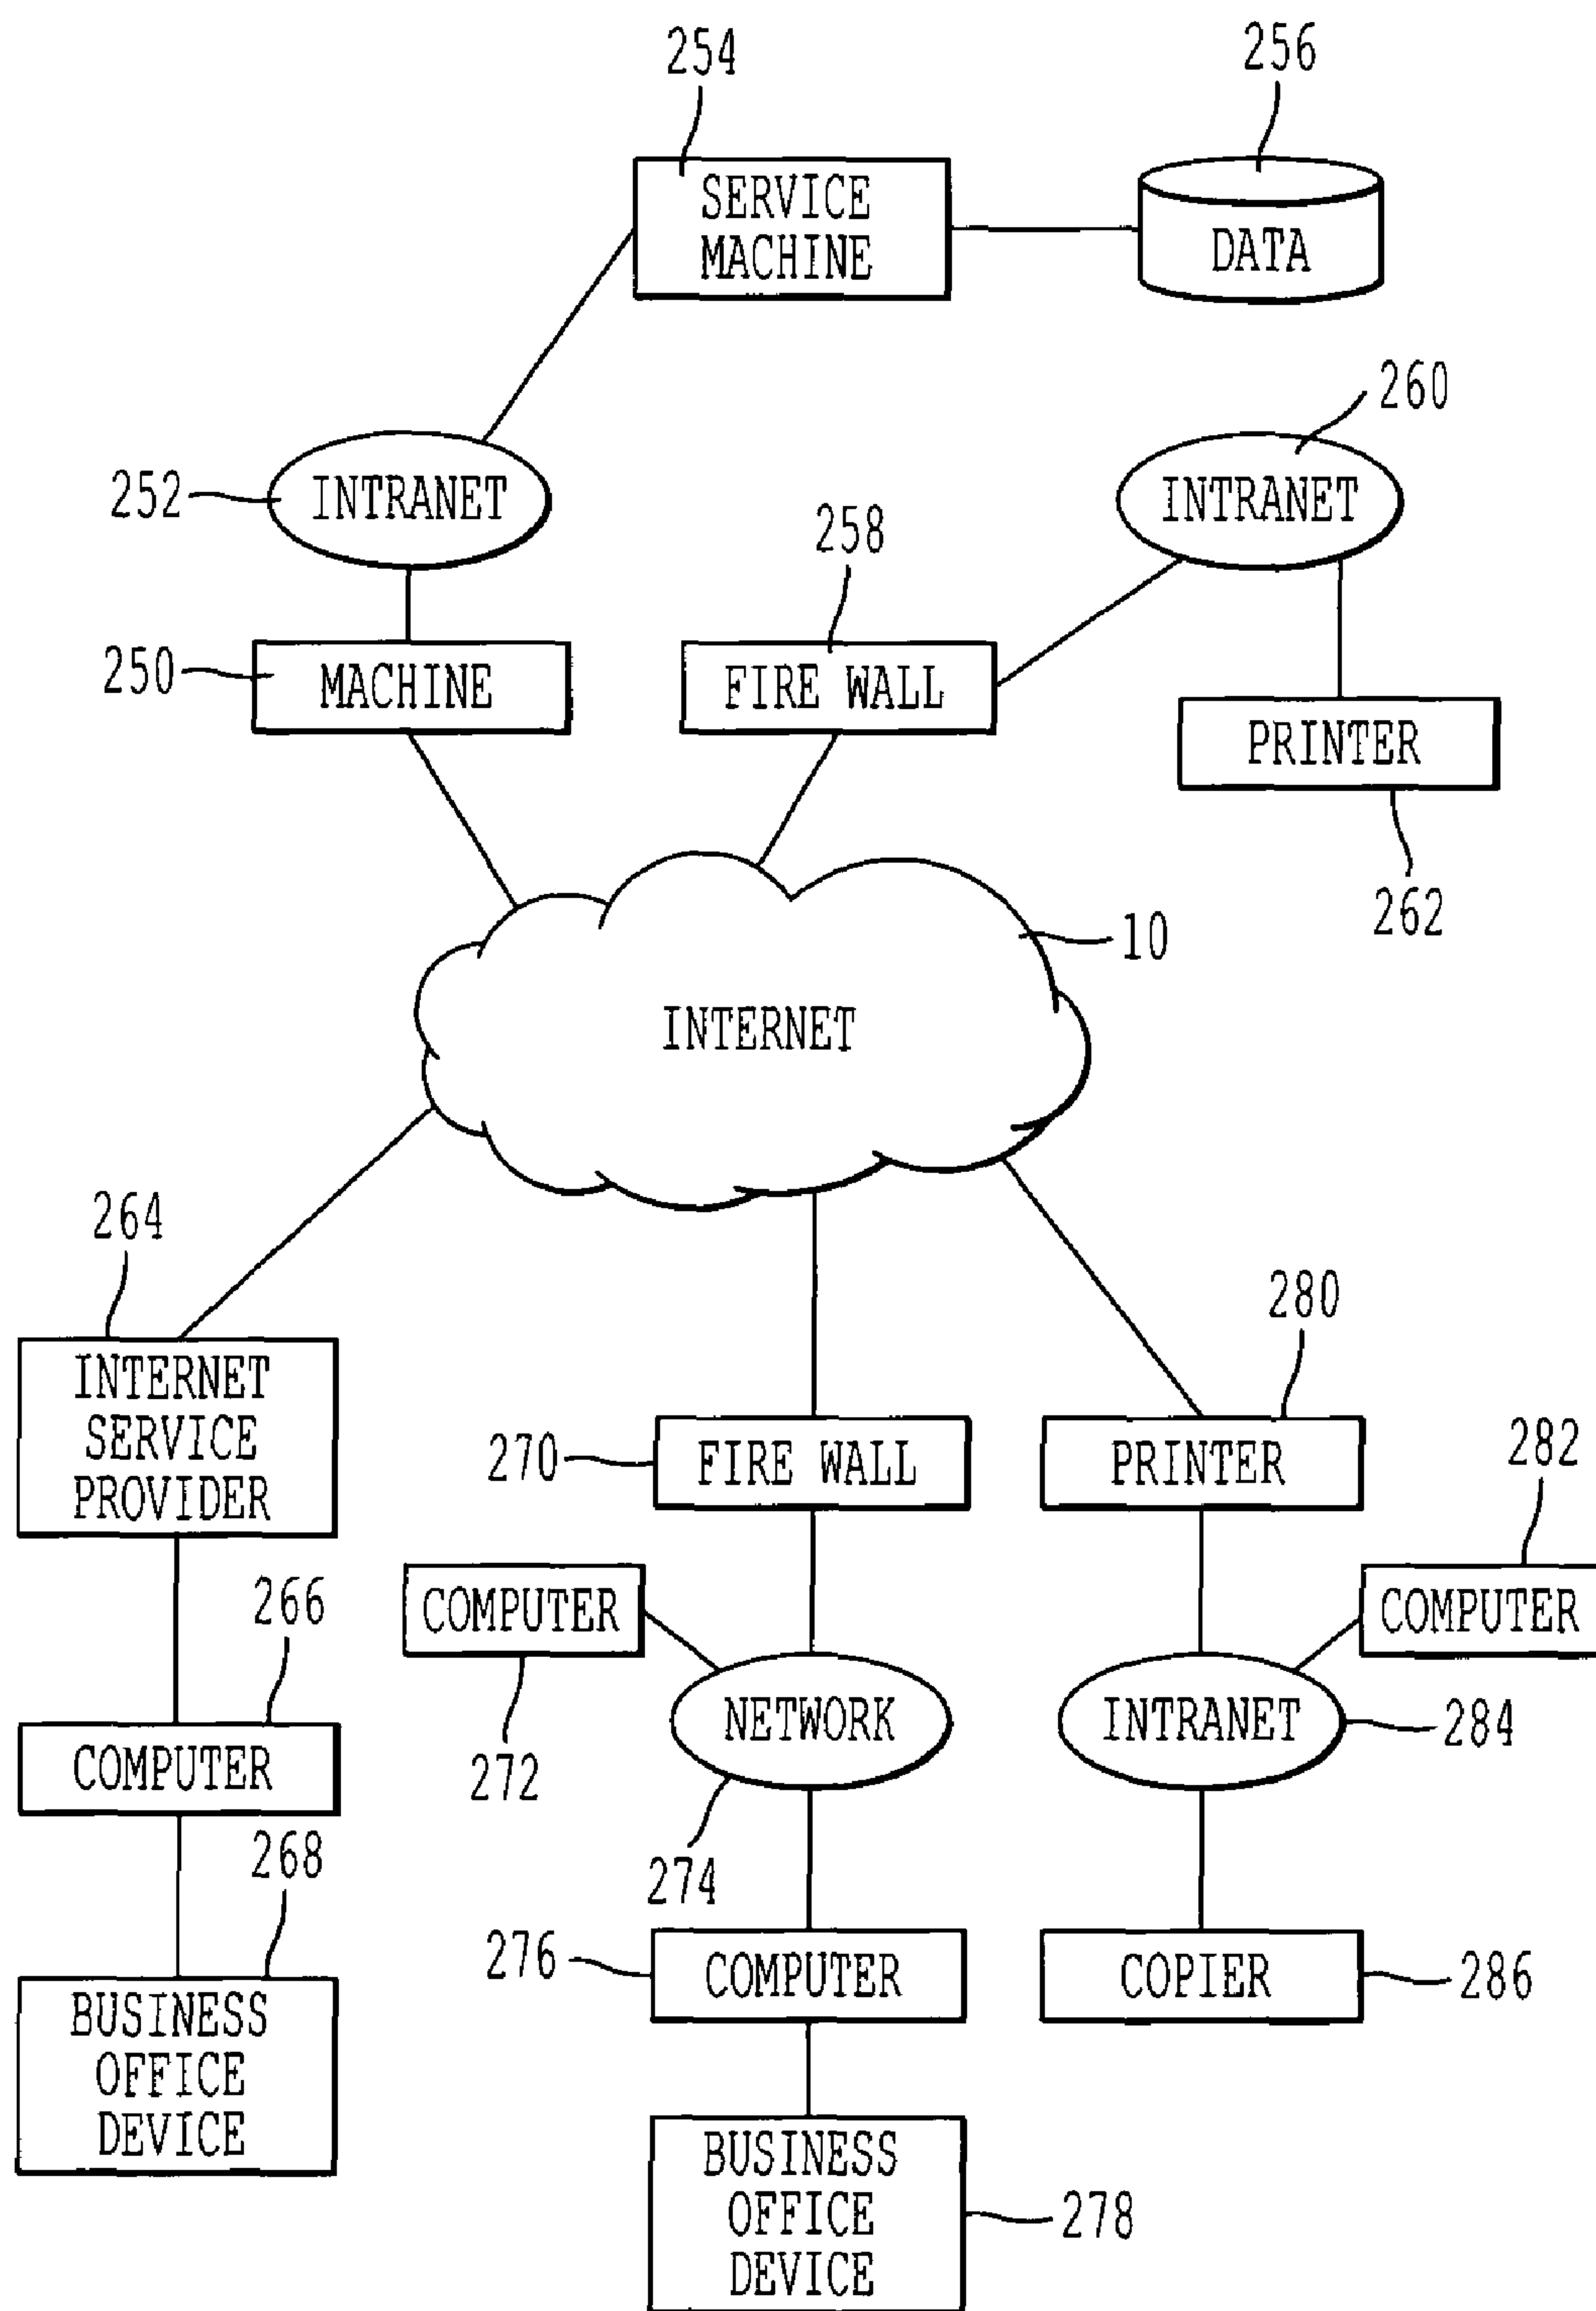 254
256
SERVICE
MACHINE
DATA
260
252
INTRANET
INTRANET
258
250
MACHINE
FIRE WALL
PRINTER
262
10
INTERNET
264
280
INTERNET
SERVICE
PROVIDER
270
FIRE WALL
PRINTER
282
266
COMPUTER
COMPUTER
NETWORK
INTRANET
284
272
COMPUTER
268
274
276
COMPUTER
COPIER
286
BUSINESS
OFFICE
DEVICE
BUSINESS
OFFICE
DEVICE
278